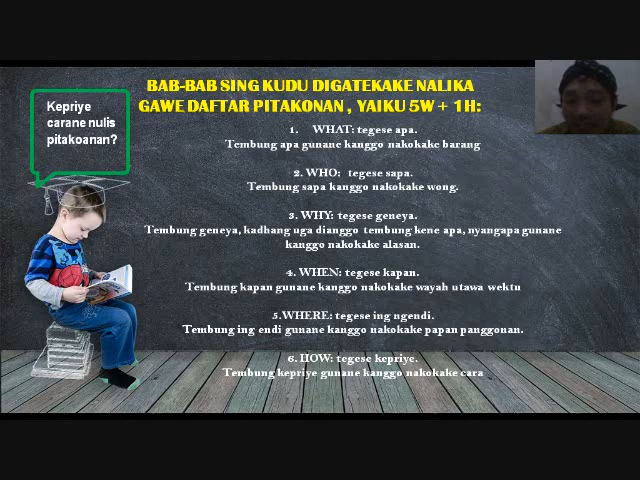 BAB-BAB SING KUDU DIGATEKAKE NALIKA
GAWE DAFTAR PITAKONAN , YAIKU 5W + 1H:
Kepriye
carane nulis
pitakoanan?
1. WHAT: tegese apa.
Tembung apa gunane kanggo nakokake barang
2. WHO: tegese sapa.
Tembung sapa kanggo nakokake wong.
3. WHY: tegese geneya.
Tembung geneya, kadhang uga dianggo tembung kene apa, nyangapa gunane
kanggo nakokake alasan.
4. WHEN: tegese kapan.
Tembung kapan gunane kanggo nakokake wayah utawa wektu
5.WHERE: tegese ing ngendi.
Tembung ing endi gunane kanggo nakokake papan panggonan.
6. HOW: tegese kepriye.
Tembung kepriye gunane kanggo nakokake cara